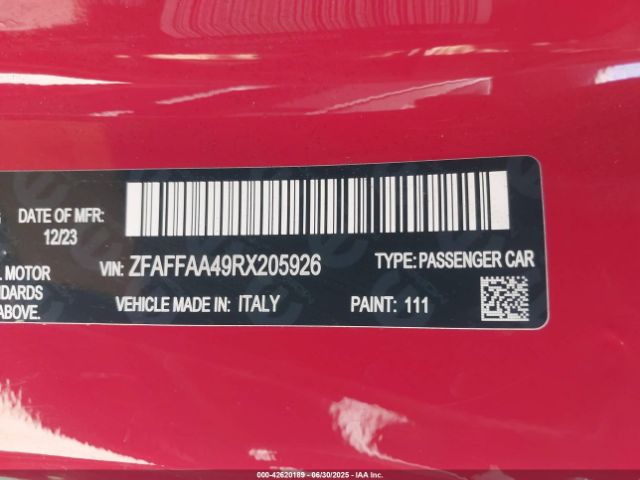 DATE OF MFR:
12/23
VIN: ZFAFFAA49RX205926
TYPE: PASSENGER CAR
MOTOR
VEHICLE MADE IN: ITALY
PAINT: 111
ABOVE.
000-42620189 - 06/30/2025 - IAA Inc.